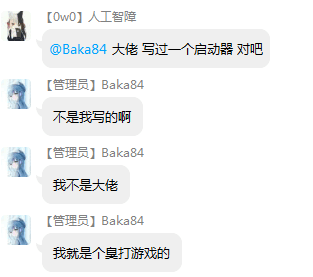 【0w0】人工智障
@Baka84 大佬 写过一个启动器 对吧
【管理员】Baka84
不是我写的啊
【管理员】Baka84
我不是大佬
【管理员】Baka84
我就是个臭打游戏的